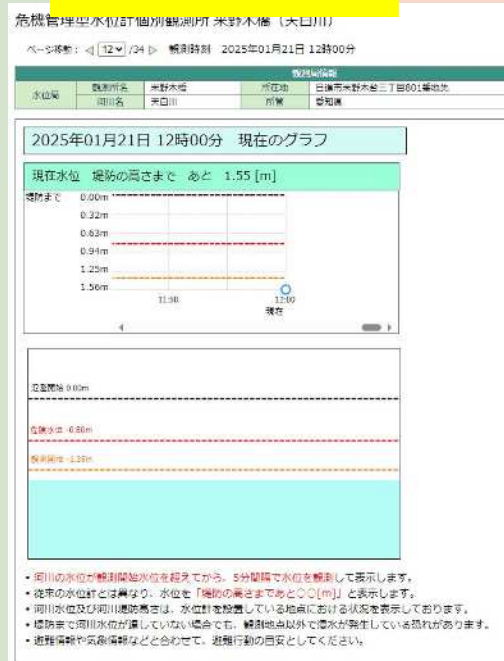 危機管理型水位計個別観測所 米野木橋（天白川）
ページ移動： ◁ 12 /34 ▷ 観測時刻 2025年01月21日 12時00分
観測局情報
水位局 観測所名 米野木橋 所在地 日進市米野木台三丁目801番地先
河川名 天白川 所管 愛知県
2025年01月21日 12時00分 現在のグラフ
現在水位 堤防の高さまで あと 1.55 [m]
堤防まで 0.00m
0.32m
0.63m
0.94m
1.25m
1.56m
11:50 12:00
現在
氾濫開始 0.00m
危険水位 -0.80m
観測開始
・河川の水位が観測開始水位を超えてから、5分間隔で水位を観測して表示します。
・従来の水位計とは異なり、水位を「堤防の高さまであと○○[m]」と表示します。
・河川水位及び河川堤防高さは、水位計を設置している地点における状況を表示しております。
・堤防まで河川水位が達していない場合でも、観測地点以外で浸水が発生している恐れがあります。
・避難情報や気象情報などと合わせて、避難行動の目安としてください。